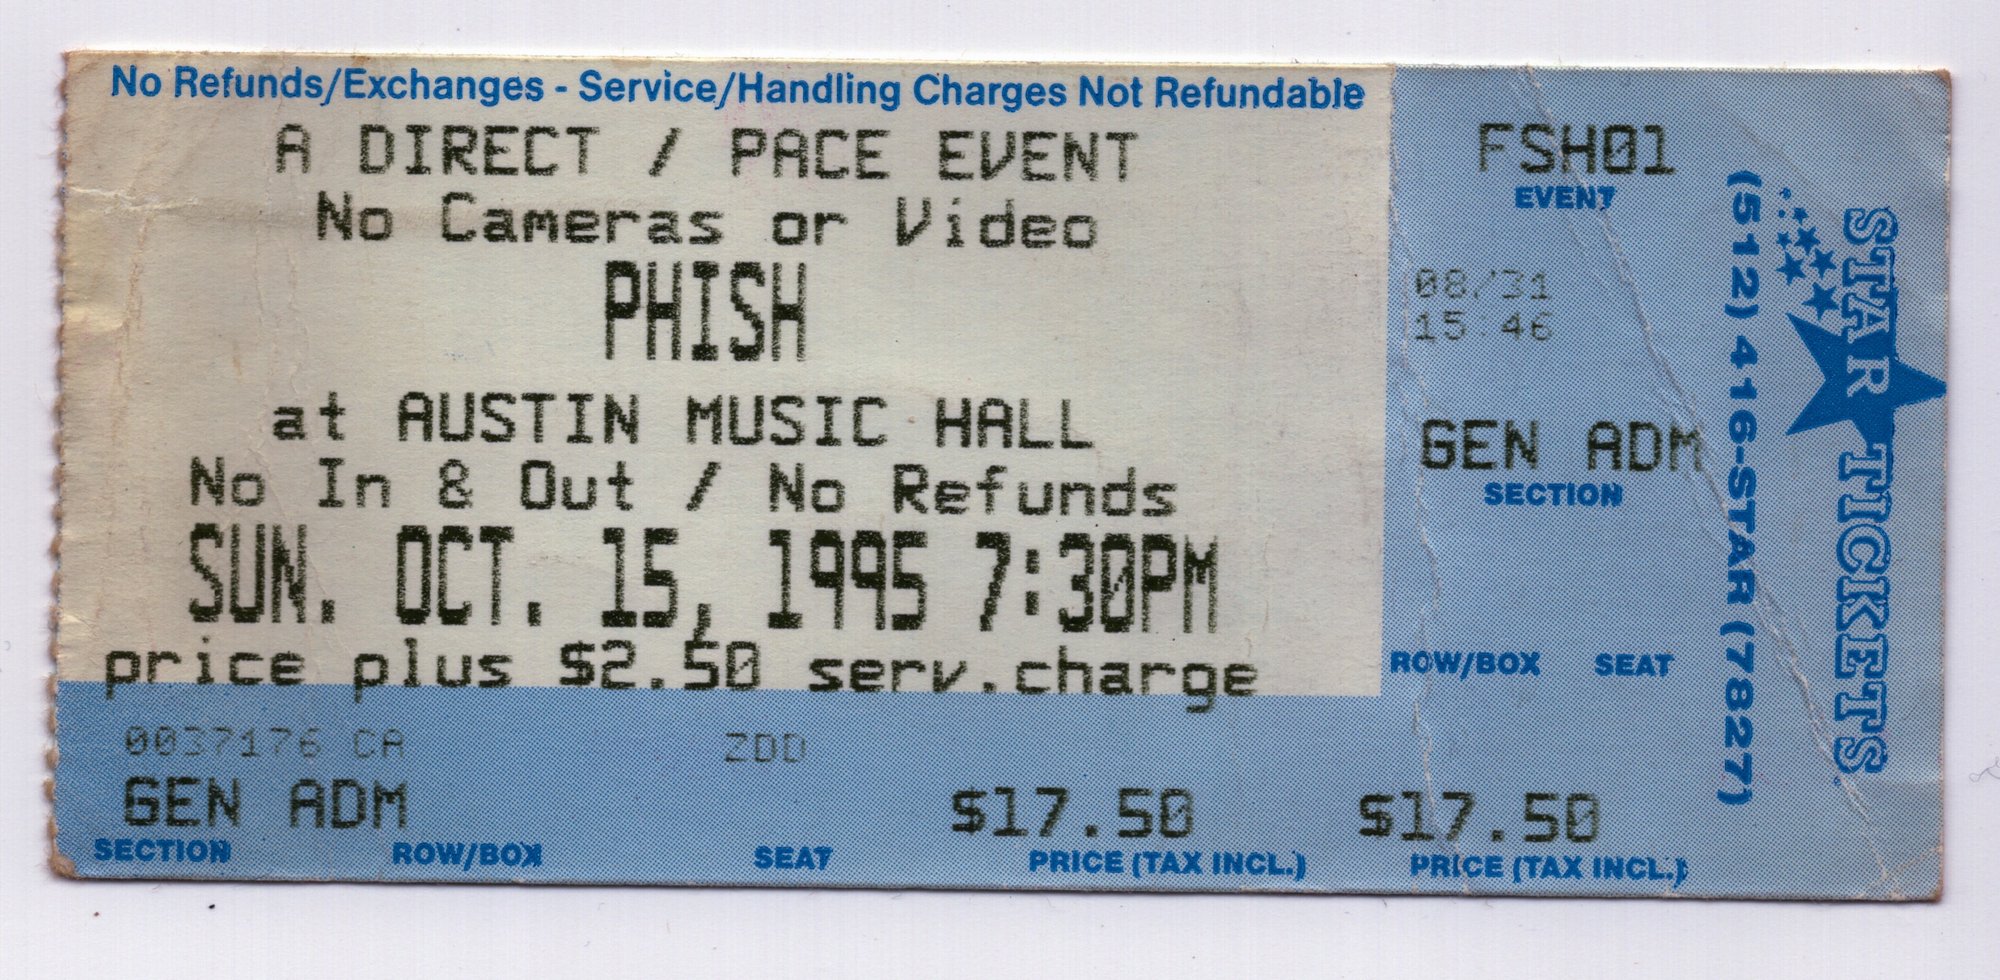 No Refunds/Exchanges - Service/Handling Charges Not Refundable
A DIRECT / PACE EVENT
No Cameras or Video
PHISH
at AUSTIN MUSIC HALL
No In & Out / No Refunds
SUN. OCT. 15, 1995 7:30PM
price plus $2.50 serv.charge
0037176 CA ZDD
GEN ADM $17.50
SECTION ROW/BOX SEAT PRICE (TAX INCL.)
FSH01
EVENT
08/31
15:46
GEN ADM
SECTION
ROW/BOX SEAT
$17.50
PRICE (TAX INCL.)
(512) 416-STAR (7827)
STAR TICKETS